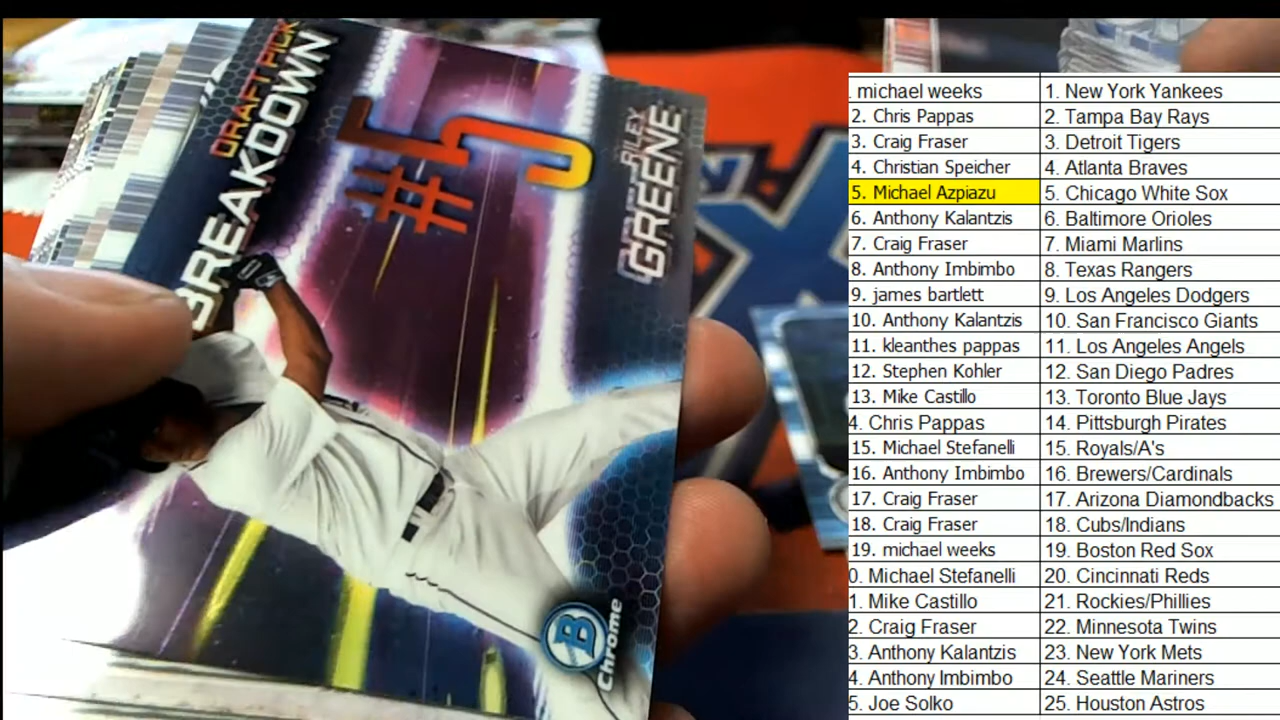 DRAFT PICK
BREAKDOWN
#5
RILEY
GREENE
B
Chrome
. michael weeks 1. New York Yankees
2. Chris Pappas 2. Tampa Bay Rays
3. Craig Fraser 3. Detroit Tigers
4. Christian Speicher 4. Atlanta Braves
5. Michael Azpiazu 5. Chicago White Sox
6. Anthony Kalantzis 6. Baltimore Orioles
7. Craig Fraser 7. Miami Marlins
8. Anthony Imbimbo 8. Texas Rangers
9. james bartlett 9. Los Angeles Dodgers
10. Anthony Kalantzis 10. San Francisco Giants
11. kleanthes pappas 11. Los Angeles Angels
12. Stephen Kohler 12. San Diego Padres
13. Mike Castillo 13. Toronto Blue Jays
4. Chris Pappas 14. Pittsburgh Pirates
15. Michael Stefanelli 15. Royals/A's
16. Anthony Imbimbo 16. Brewers/Cardinals
17. Craig Fraser 17. Arizona Diamondbacks
18. Craig Fraser 18. Cubs/Indians
19. michael weeks 19. Boston Red Sox
0. Michael Stefanelli 20. Cincinnati Reds
1. Mike Castillo 21. Rockies/Phillies
2. Craig Fraser 22. Minnesota Twins
3. Anthony Kalantzis 23. New York Mets
4. Anthony Imbimbo 24. Seattle Mariners
5. Joe Solko 25. Houston Astros